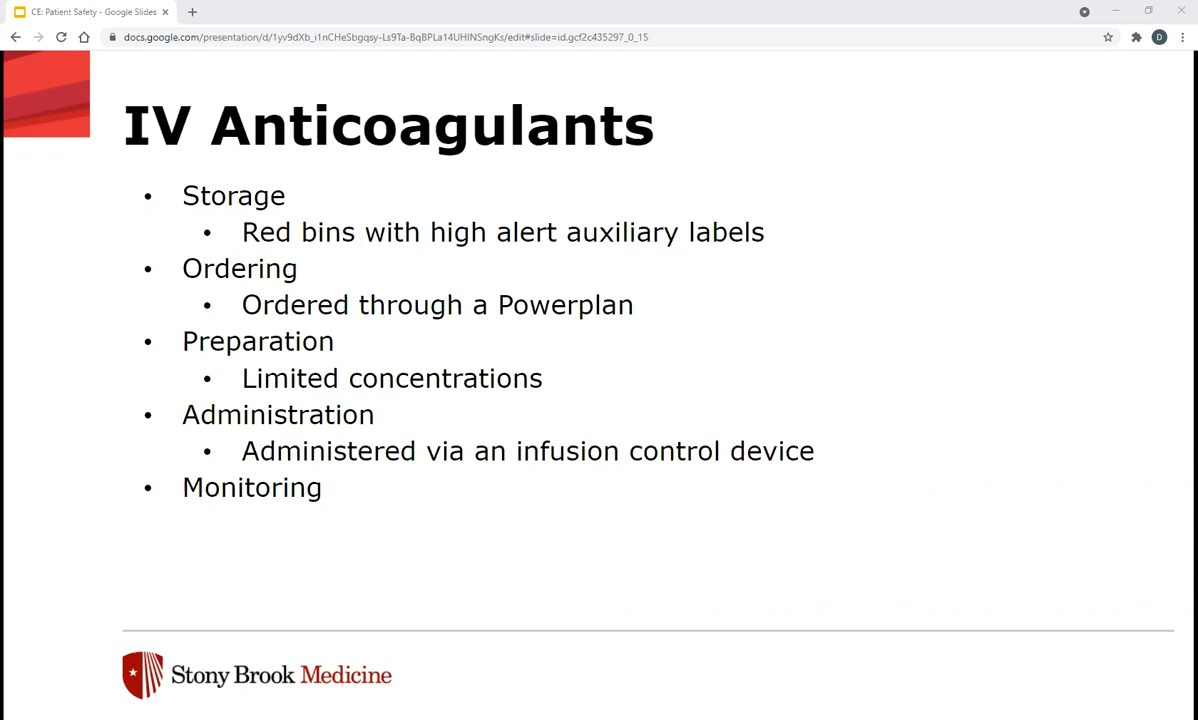 CE: Patient Safety - Google Slides
docs.google.com/presentation/d/1yv9dXb_i1nCHeSbgqsy-Ls9Ta-BqBPLa14UHINSngKs/edit#slide=id.gcf2c435297_0_15
D
IV Anticoagulants
• Storage
• Red bins with high alert auxiliary labels
• Ordering
• Ordered through a Powerplan
• Preparation
• Limited concentrations
• Administration
• Administered via an infusion control device
• Monitoring
Stony Brook Medicine